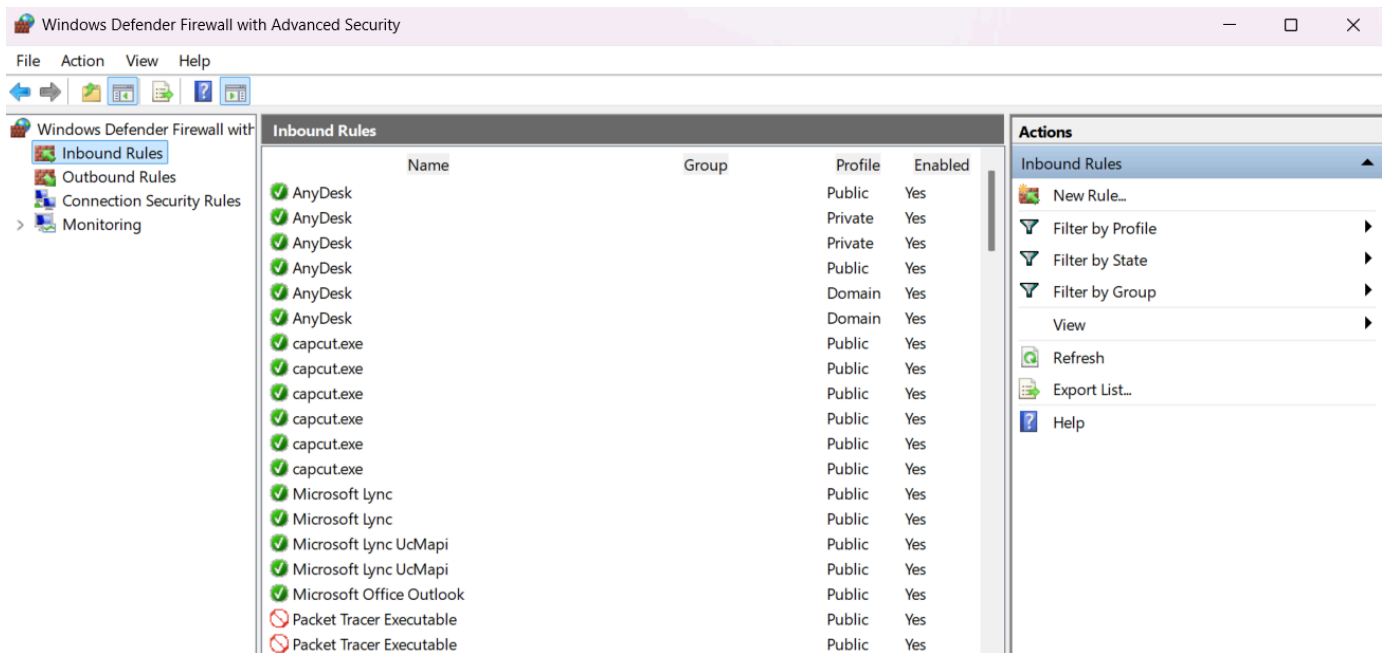 Windows Defender Firewall with Advanced Security
File Action View Help
Windows Defender Firewall with
Inbound Rules
Outbound Rules
Connection Security Rules
Monitoring
Inbound Rules
Name Group Profile Enabled
AnyDesk Public Yes
AnyDesk Private Yes
AnyDesk Private Yes
AnyDesk Public Yes
AnyDesk Domain Yes
AnyDesk Domain Yes
capcut.exe Public Yes
capcut.exe Public Yes
capcut.exe Public Yes
capcut.exe Public Yes
capcut.exe Public Yes
capcut.exe Public Yes
Microsoft Lync Public Yes
Microsoft Lync Public Yes
Microsoft Lync UcMapi Public Yes
Microsoft Lync UcMapi Public Yes
Microsoft Office Outlook Public Yes
Packet Tracer Executable Public Yes
Packet Tracer Executable Public Yes
Actions
Inbound Rules
New Rule...
Filter by Profile
Filter by State
Filter by Group
View
Refresh
Export List...
Help